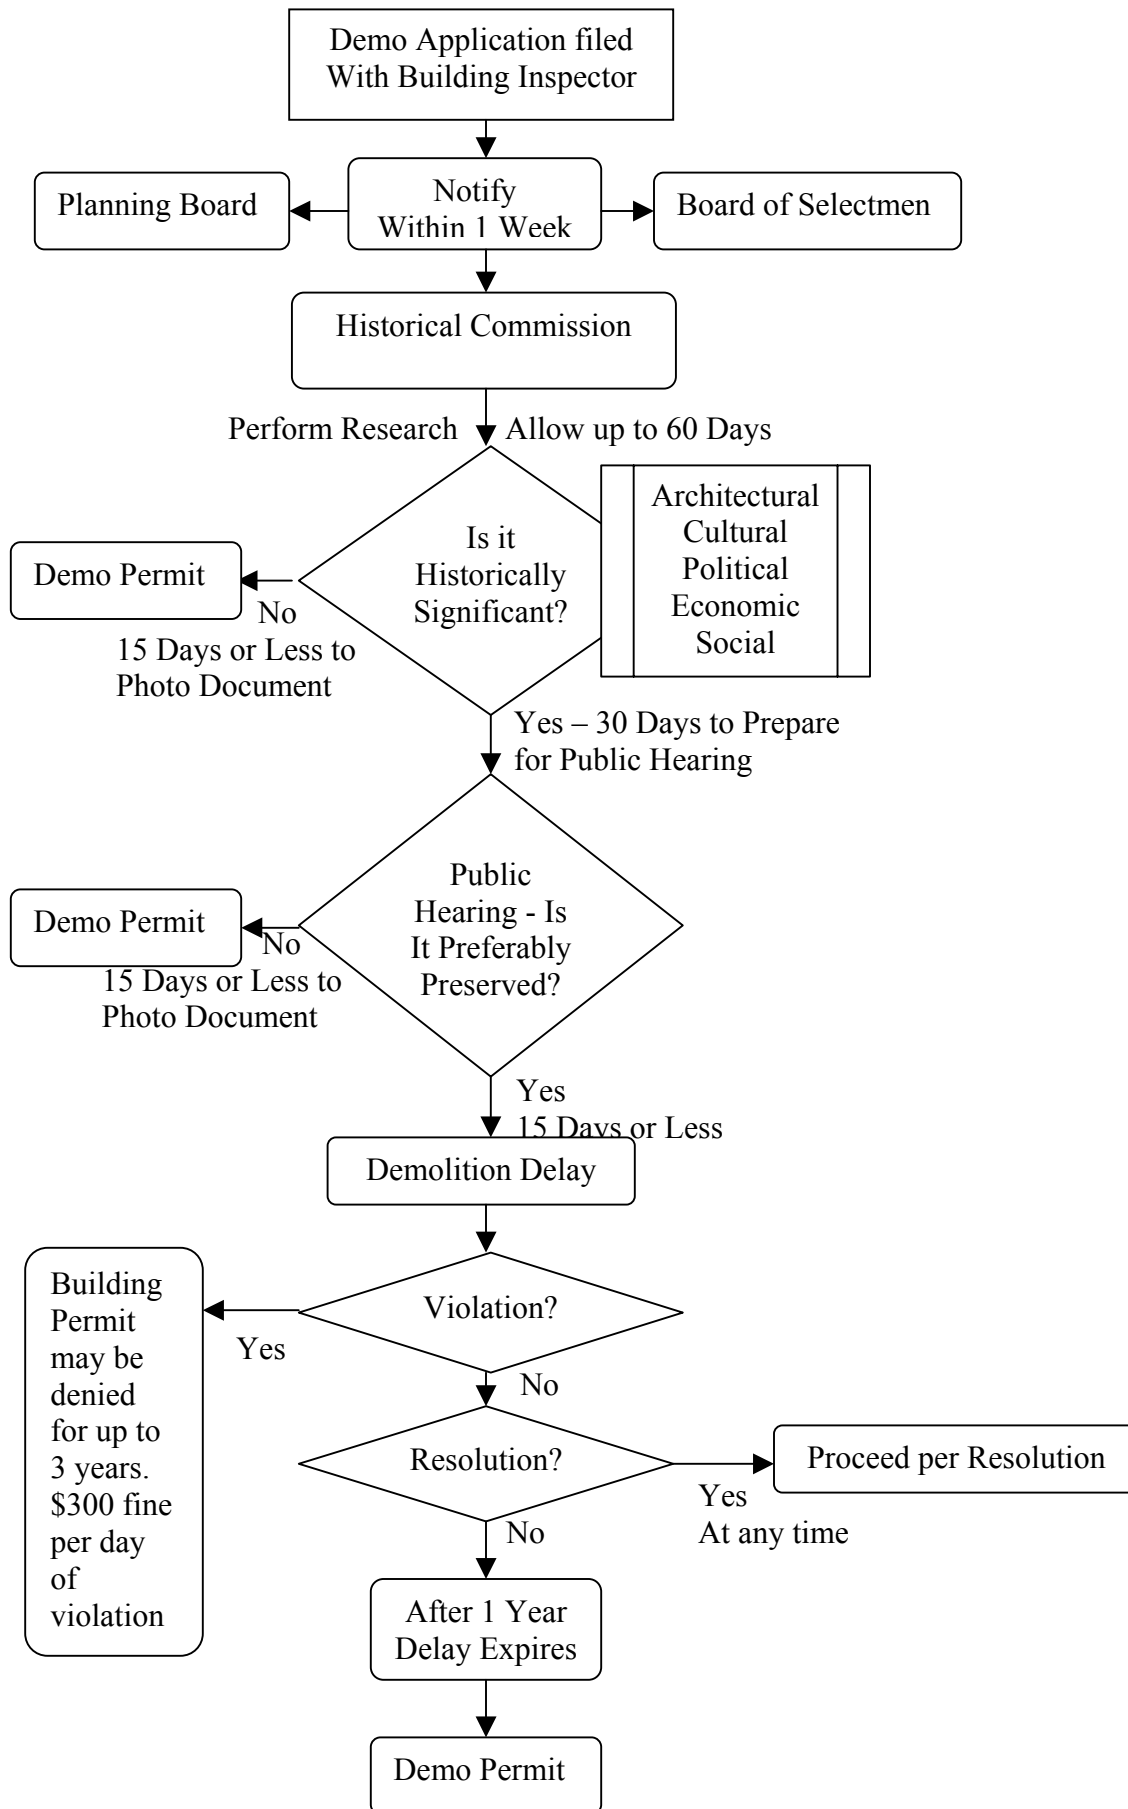 Demo Application filed
With Building Inspector
Planning Board
Notify
Within 1 Week
Board of Selectmen
Historical Commission
Perform Research
Allow up to 60 Days
Is it
Historically
Significant?
Architectural
Cultural
Political
Economic
Social
Demo Permit
No
15 Days or Less to
Photo Document
Yes – 30 Days to Prepare
for Public Hearing
Public
Hearing - Is
It Preferably
Preserved?
Demo Permit
No
15 Days or Less to
Photo Document
Yes
15 Days or Less
Demolition Delay
Violation?
Yes
Building
Permit
may be
denied
for up to
3 years.
$300 fine
per day
of
violation
No
Resolution?
Yes
At any time
Proceed per Resolution
No
After 1 Year
Delay Expires
Demo Permit